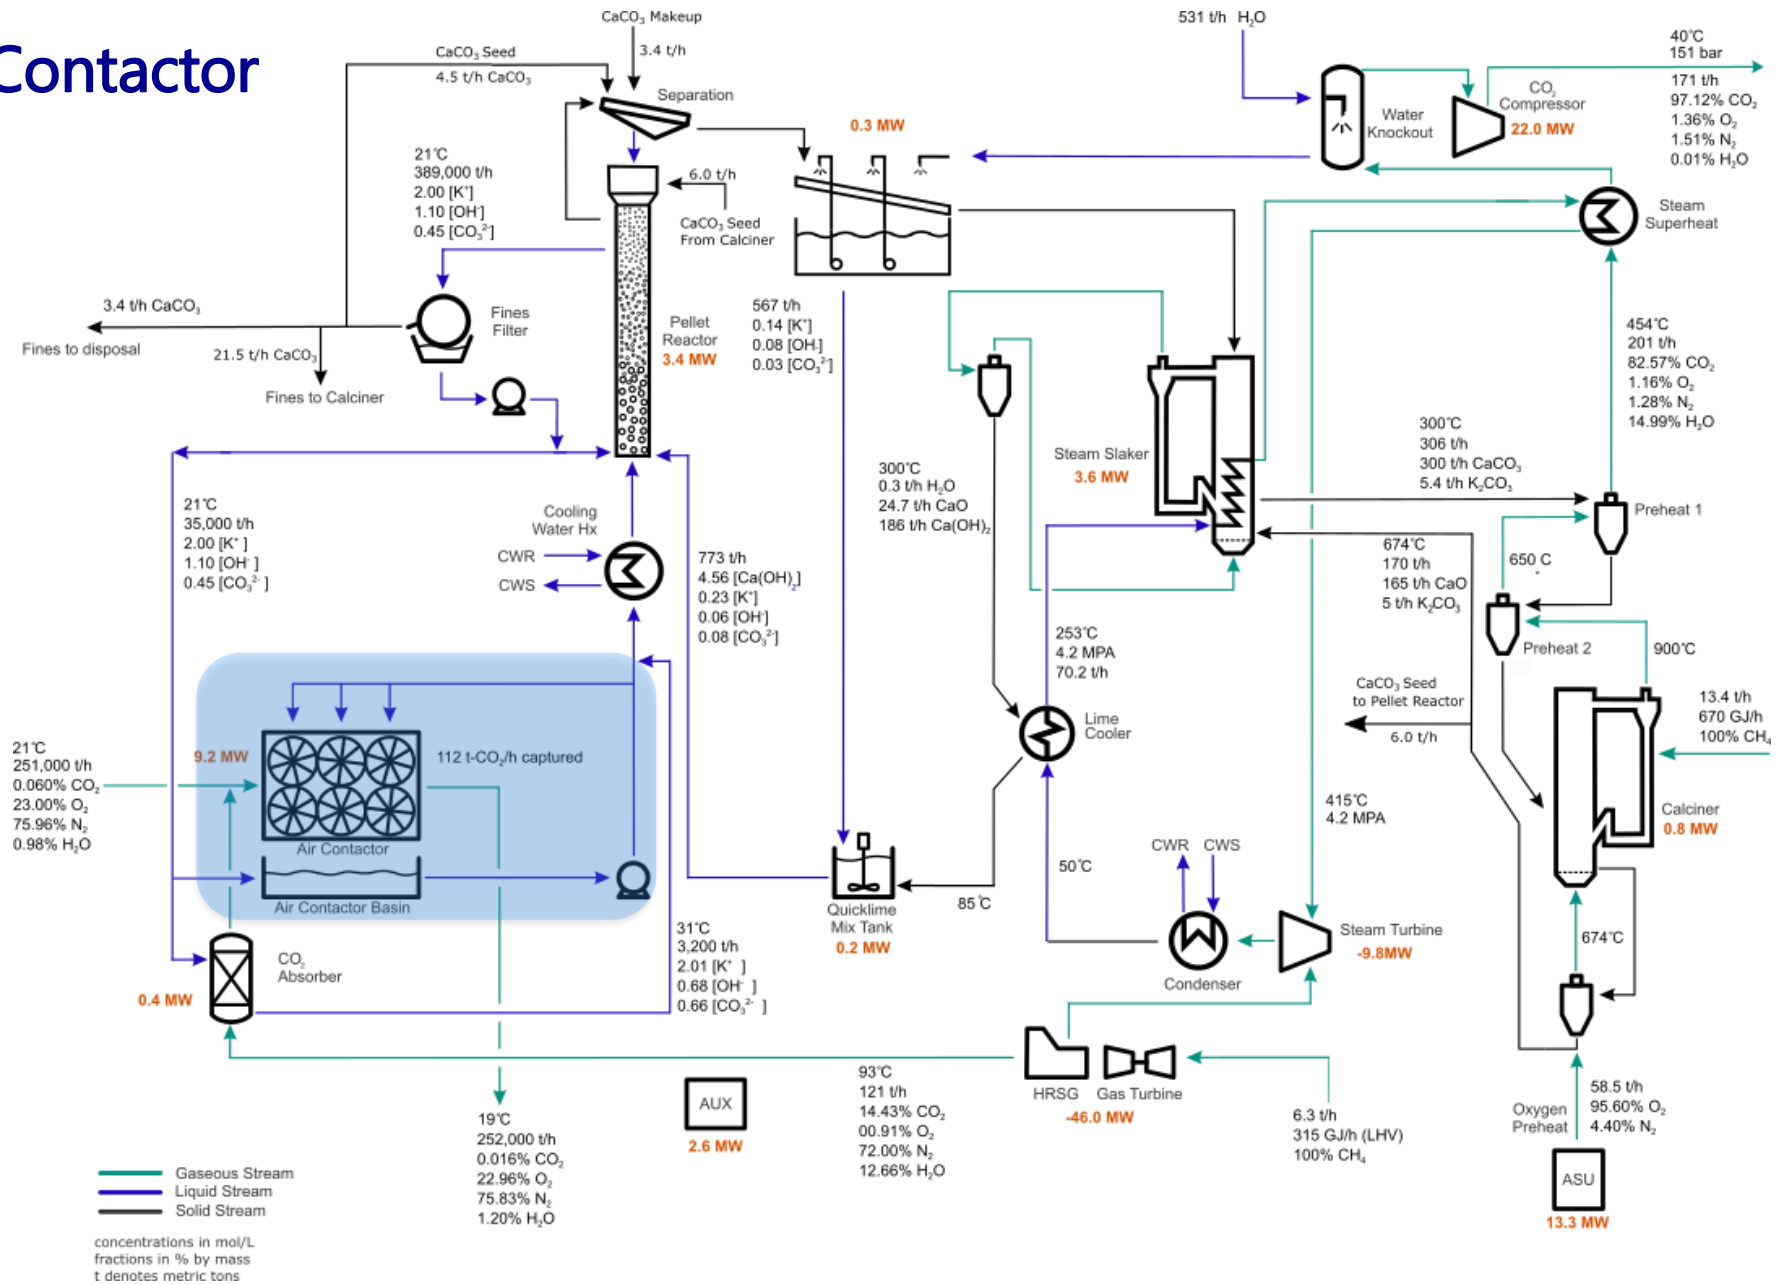 Contactor
CaCO₃ Makeup
3.4 t/h
CaCO₃ Seed
4.5 t/h CaCO₃
Separation
531 t/h H₂O
40°C
151 bar
171 t/h
97.12% CO₂
1.36% O₂
1.51% N₂
0.01% H₂O
CO₂
Compressor
22.0 MW
Water
Knockout
0.3 MW
21°C
389,000 t/h
2.00 [K⁺]
1.10 [OH⁻]
0.45 [CO₃²⁻]
6.0 t/h
CaCO₃ Seed
From Calciner
Steam
Superheat
3.4 t/h CaCO₃
Fines to disposal
21.5 t/h CaCO₃
Fines to Calciner
Fines
Filter
Pellet
Reactor
3.4 MW
567 t/h
0.14 [K⁺]
0.08 [OH-]
0.03 [CO₃²⁻]
454°C
201 t/h
82.57% CO₂
1.16% O₂
1.28% N₂
14.99% H₂O
Steam Slaker
3.6 MW
300°C
306 t/h
300 t/h CaCO₃
5.4 t/h K₂CO₃
300°C
0.3 t/h H₂O
24.7 t/h CaO
186 t/h Ca(OH)₂
Preheat 1
21°C
35,000 t/h
2.00 [K⁺ ]
1.10 [OH⁻ ]
0.45 [CO₃²⁻ ]
Cooling
Water Hx
CWR
CWS
773 t/h
4.56 [Ca(OH)₂]
0.23 [K⁺]
0.06 [OH⁻]
0.08 [CO₃²⁻]
674°C
170 t/h
165 t/h CaO
5 t/h K₂CO₃
650 C
Preheat 2
900°C
253°C
4.2 MPA
70.2 t/h
CaCO₃ Seed
to Pellet Reactor
6.0 t/h
13.4 t/h
670 GJ/h
100% CH₄
Lime
Cooler
21°C
251,000 t/h
0.060% CO₂
23.00% O₂
75.96% N₂
0.98% H₂O
9.2 MW
112 t-CO₂/h captured
Air Contactor
Air Contactor Basin
415°C
4.2 MPA
Calciner
0.8 MW
CWR CWS
50°C
85°C
Quicklime
Mix Tank
0.2 MW
Condenser
Steam Turbine
-9.8MW
674°C
CO₂
Absorber
0.4 MW
31°C
3,200 t/h
2.01 [K⁺ ]
0.68 [OH⁻ ]
0.66 [CO₃²⁻ ]
HRSG
Gas Turbine
-46.0 MW
AUX
2.6 MW
93°C
121 t/h
14.43% CO₂
00.91% O₂
72.00% N₂
12.66% H₂O
6.3 t/h
315 GJ/h (LHV)
100% CH₄
Oxygen
Preheat
58.5 t/h
95.60% O₂
4.40% N₂
ASU
13.3 MW
19°C
252,000 t/h
0.016% CO₂
22.96% O₂
75.83% N₂
1.20% H₂O
Gaseous Stream
Liquid Stream
Solid Stream
concentrations in mol/L
fractions in % by mass
t denotes metric tons